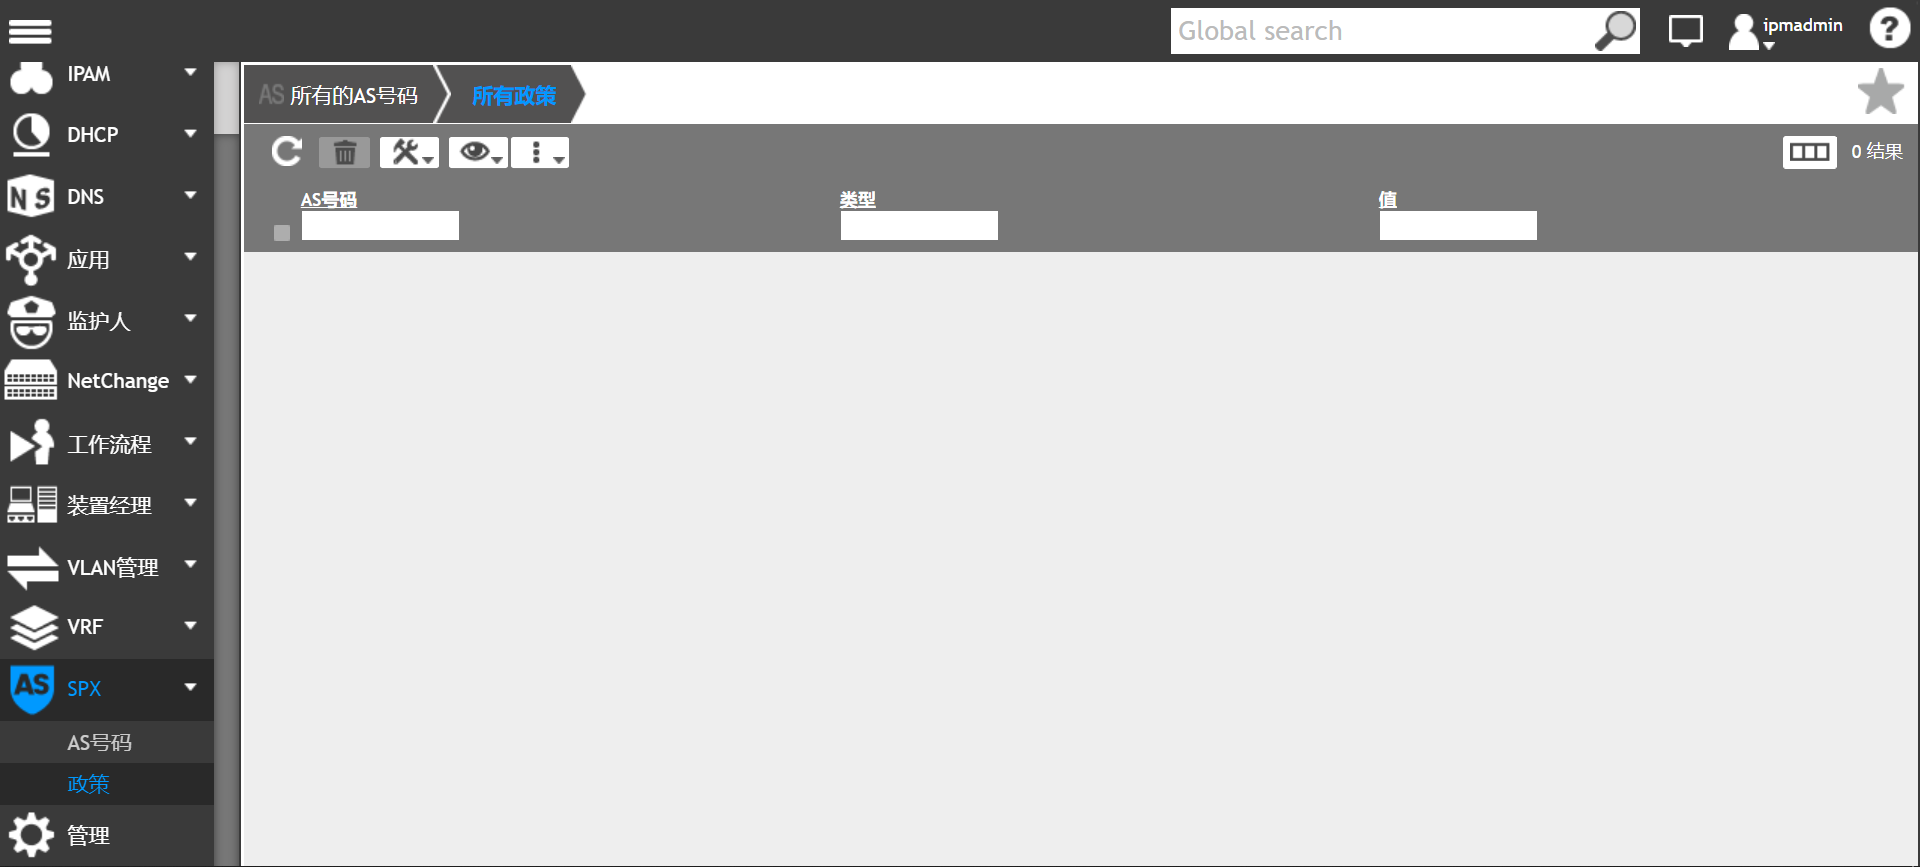 Global search
ipmadmin
?
IPAM
DHCP
NS DNS
应用
监护人
NetChange
工作流程
装置经理
VLAN管理
VRF
AS SPX
AS号码
政策
管理
AS 所有的AS号码 所有政策
0 结果
AS号码 类型 值